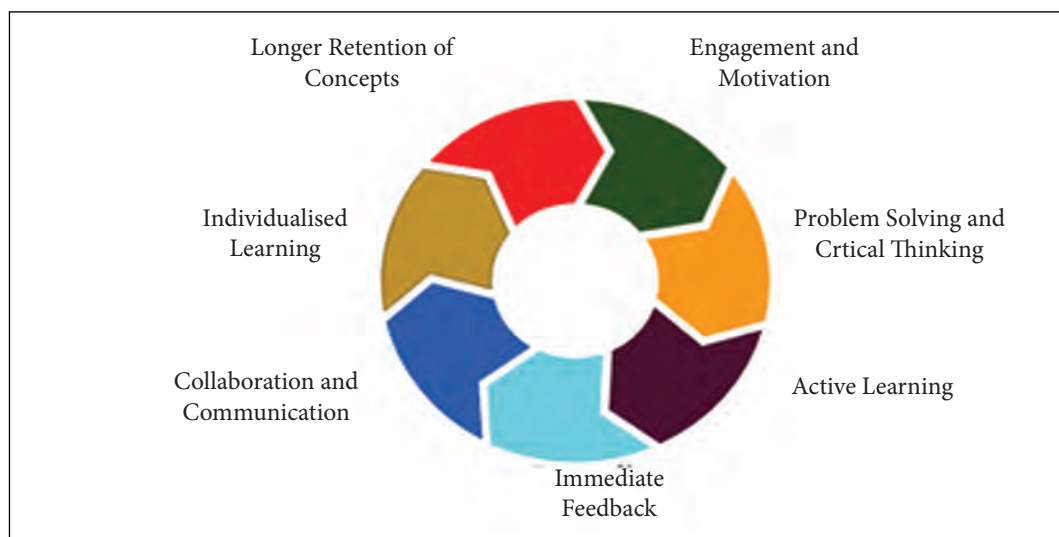 Longer Retention of
Concepts
Engagement and
Motivation
Individualised
Learning
Problem Solving and
Crtical Thinking
Collaboration and
Communication
Active Learning
Immediate
Feedback